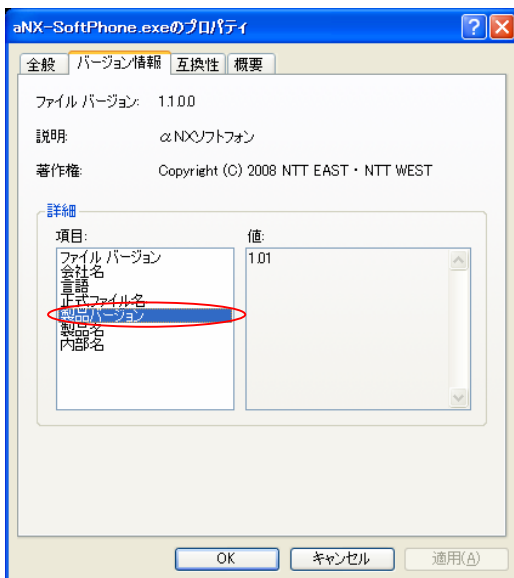 aNX-SoftPhone.exeのプロパティ
全般 バージョン情報 互換性 概要
ファイル バージョン: 1.1.0.0
説明: αNXソフトフォン
著作権: Copyright (C) 2008 NTT EAST・NTT WEST
詳細
項目: 値:
ファイル バージョン 1.01
会社名
言語
正式ファイル名
製品バージョン
製品名
内部名
OK キャンセル 適用(A)